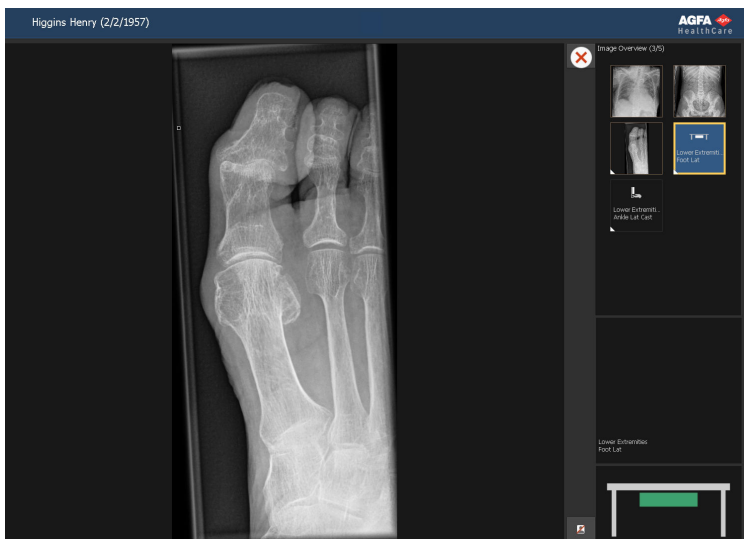 Higgins Henry (2/2/1957)
AGFA
HealthCare
Image Overview (3/5)
Lower Extremiti...
Foot Lat
Lower Extremiti...
Ankle Lat Cast
Lower Extremities
Foot Lat